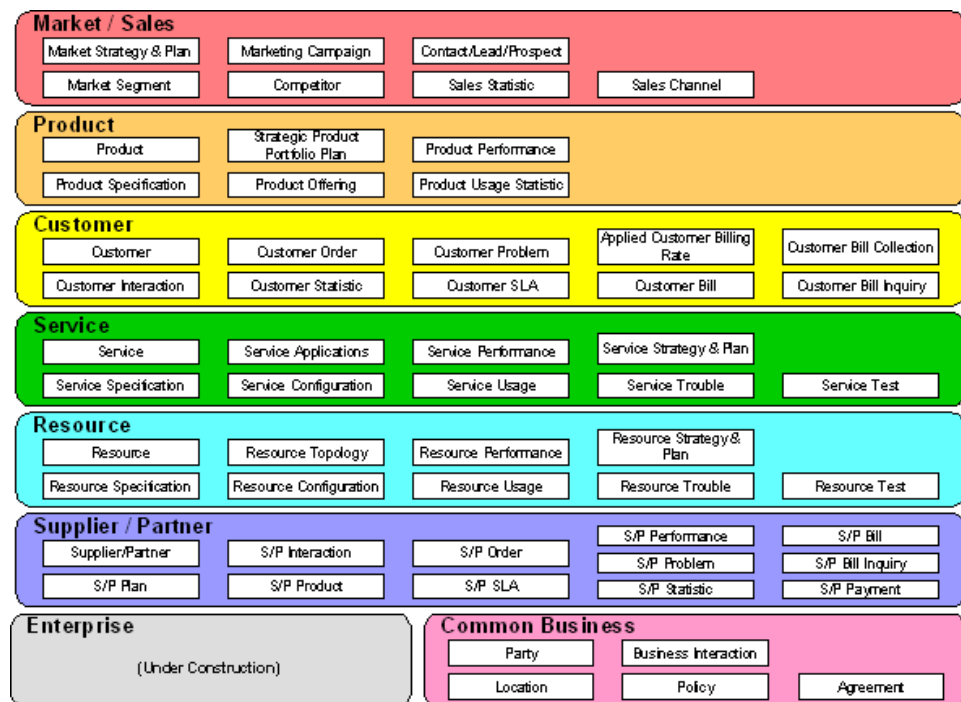 Market / Sales
Market Strategy & Plan
Marketing Campaign
Contact/Lead/Prospect
Market Segment
Competitor
Sales Statistic
Sales Channel
Product
Product
Strategic Product
Portfolio Plan
Product Performance
Product Specification
Product Offering
Product Usage Statistic
Customer
Customer
Customer Order
Customer Problem
Applied Customer Billing
Rate
Customer Bill Collection
Customer Interaction
Customer Statistic
Customer SLA
Customer Bill
Customer Bill Inquiry
Service
Service
Service Applications
Service Performance
Service Strategy & Plan
Service Specification
Service Configuration
Service Usage
Service Trouble
Service Test
Resource
Resource
Resource Topology
Resource Performance
Resource Strategy &
Plan
Resource Specification
Resource Configuration
Resource Usage
Resource Trouble
Resource Test
Supplier / Partner
Supplier/Partner
S/P Interaction
S/P Order
S/P Performance
S/P Bill
S/P Problem
S/P Bill Inquiry
S/P Plan
S/P Product
S/P SLA
S/P Statistic
S/P Payment
Enterprise
(Under Construction)
Common Business
Party
Business Interaction
Location
Policy
Agreement